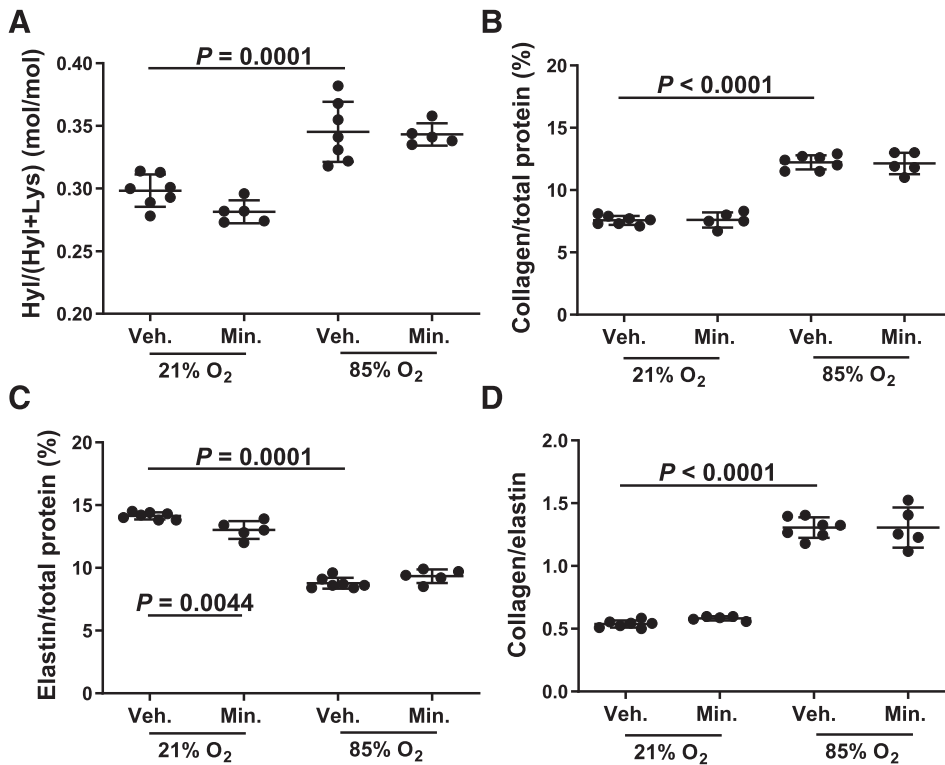 A
Hyl/(Hyl+Lys) (mol/mol)
P = 0.0001
0.40
0.35
0.30
0.25
0.20
Veh. Min. Veh. Min.
21% O2 85% O2
B
Collagen/total protein (%)
P < 0.0001
20
15
10
5
0
Veh. Min. Veh. Min.
21% O2 85% O2
C
Elastin/total protein (%)
P = 0.0001
20
15
10
P = 0.0044
5
0
Veh. Min. Veh. Min.
21% O2 85% O2
D
Collagen/elastin
2.0
P < 0.0001
1.5
1.0
0.5
0.0
Veh. Min. Veh. Min.
21% O2 85% O2